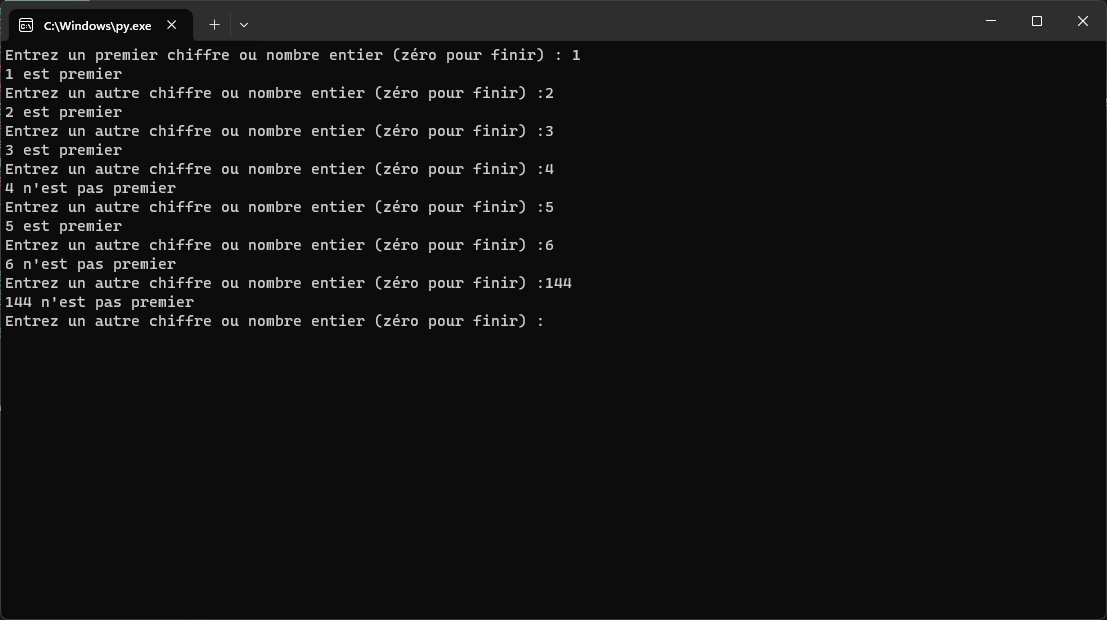 C:\Windows\py.exe
Entrez un premier chiffre ou nombre entier (zéro pour finir) : 1
1 est premier
Entrez un autre chiffre ou nombre entier (zéro pour finir) :2
2 est premier
Entrez un autre chiffre ou nombre entier (zéro pour finir) :3
3 est premier
Entrez un autre chiffre ou nombre entier (zéro pour finir) :4
4 n'est pas premier
Entrez un autre chiffre ou nombre entier (zéro pour finir) :5
5 est premier
Entrez un autre chiffre ou nombre entier (zéro pour finir) :6
6 n'est pas premier
Entrez un autre chiffre ou nombre entier (zéro pour finir) :144
144 n'est pas premier
Entrez un autre chiffre ou nombre entier (zéro pour finir) :